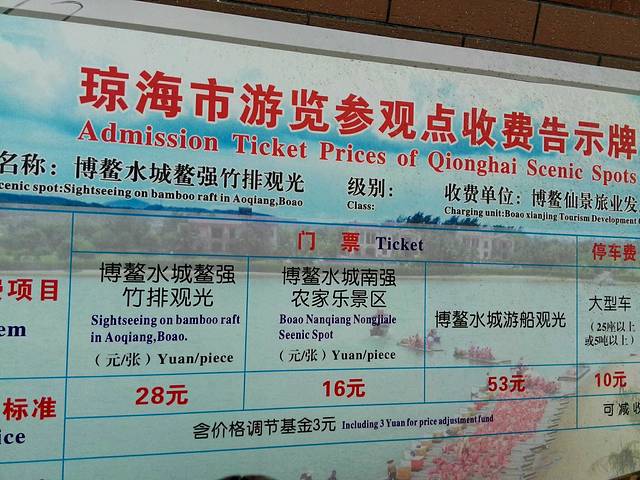 琼海市游览参观点收费告示牌
Admission Ticket Prices of Qionghai Scenic Spots
名称：博鳌水城鳌强竹排观光 级别： 收费单位：博鳌仙景旅业发
cenic spot:Sightseeing on bamboo raft in Aoqiang,Boao Class: Charging unit:Boao xianjing Tourism Development
门 票 Ticket
停车费
项目
em
博鳌水城鳌强
竹排观光
Sightseeing on bamboo raft
in Aoqiang,Boao.
（元/张）Yuan/piece
博鳌水城南强
农家乐景区
Boao Nanqiang Nongjiale
Seenic Spot
（元/张）Yuan/piece
博鳌水城游船观光
大型车
（25座以上
或5吨以上）
标准
ice
28元 16元 53元 10元
含价格调节基金3元 Including 3 Yuan for price adjustment fund
可减收